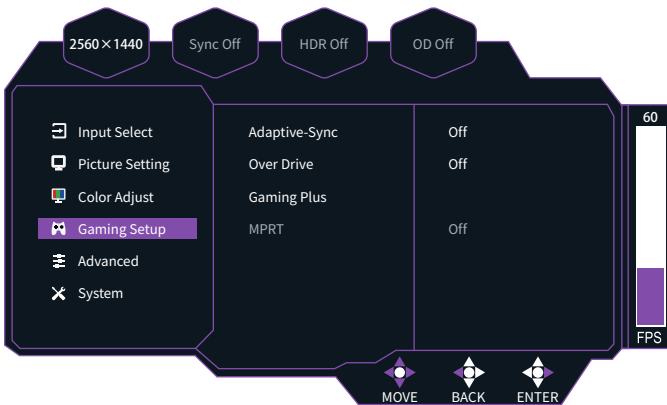 2560×1440
Sync Off
HDR Off
OD Off
60
Input Select
Picture Setting
Color Adjust
Gaming Setup
Advanced
System
Adaptive-Sync Off
Over Drive Off
Gaming Plus
MPRT Off
FPS
MOVE BACK ENTER